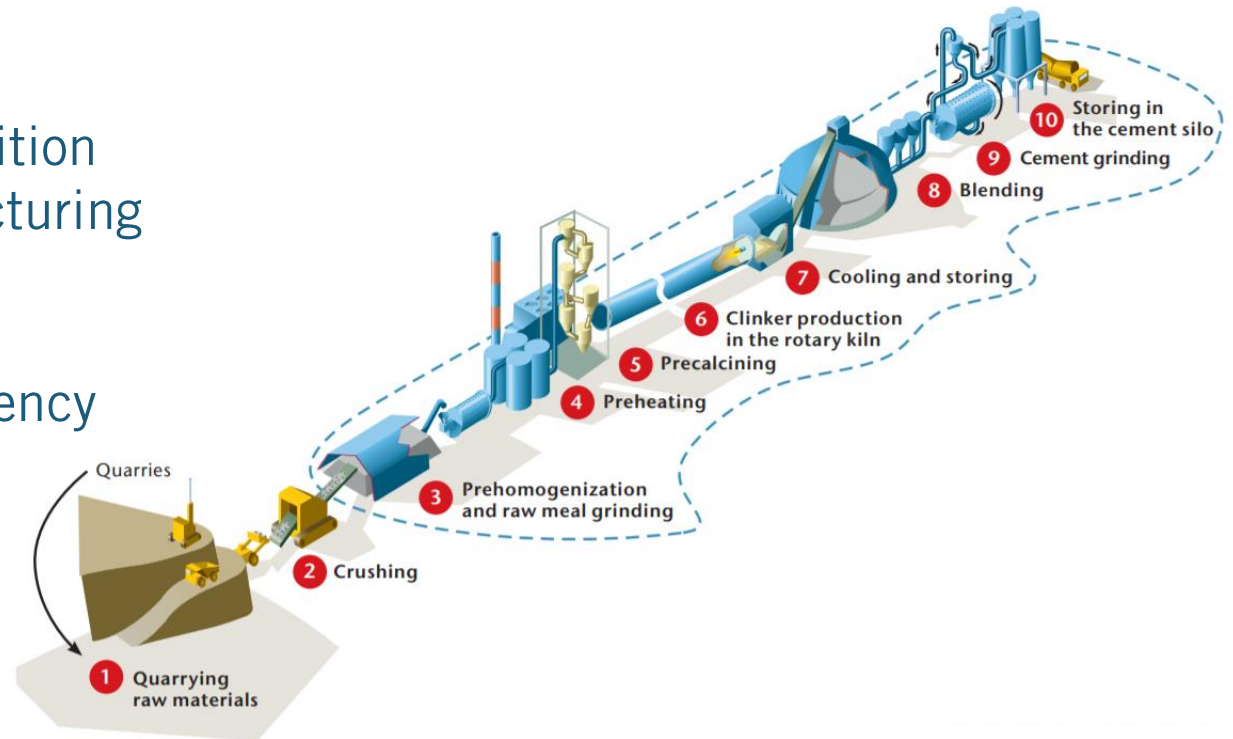 ition
cturing
ency
Quarries
1 Quarrying
raw materials
2 Crushing
3 Prehomogenization
and raw meal grinding
4 Preheating
5 Precalcining
6 Clinker production
in the rotary kiln
7 Cooling and storing
8 Blending
9 Cement grinding
10 Storing in
the cement silo